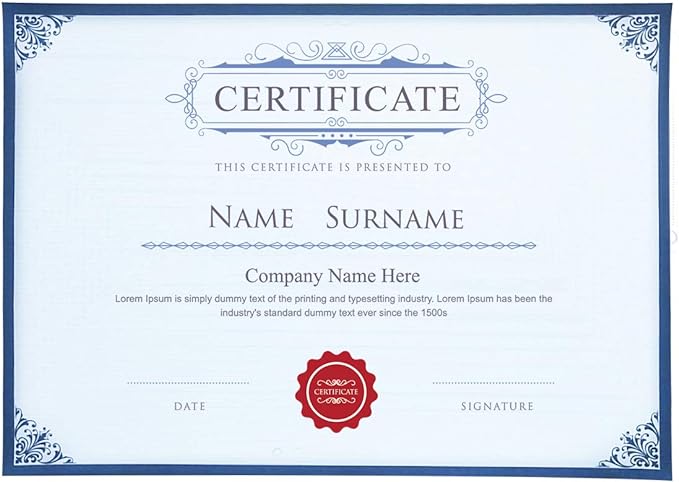 CERTIFICATE
THIS CERTIFICATE IS PRESENTED TO
NAME SURNAME
Company Name Here
Lorem Ipsum is simply dummy text of the printing and typesetting industry. Lorem Ipsum has been the
industry's standard dummy text ever since the 1500s
CERTIFICATE
DATE
SIGNATURE